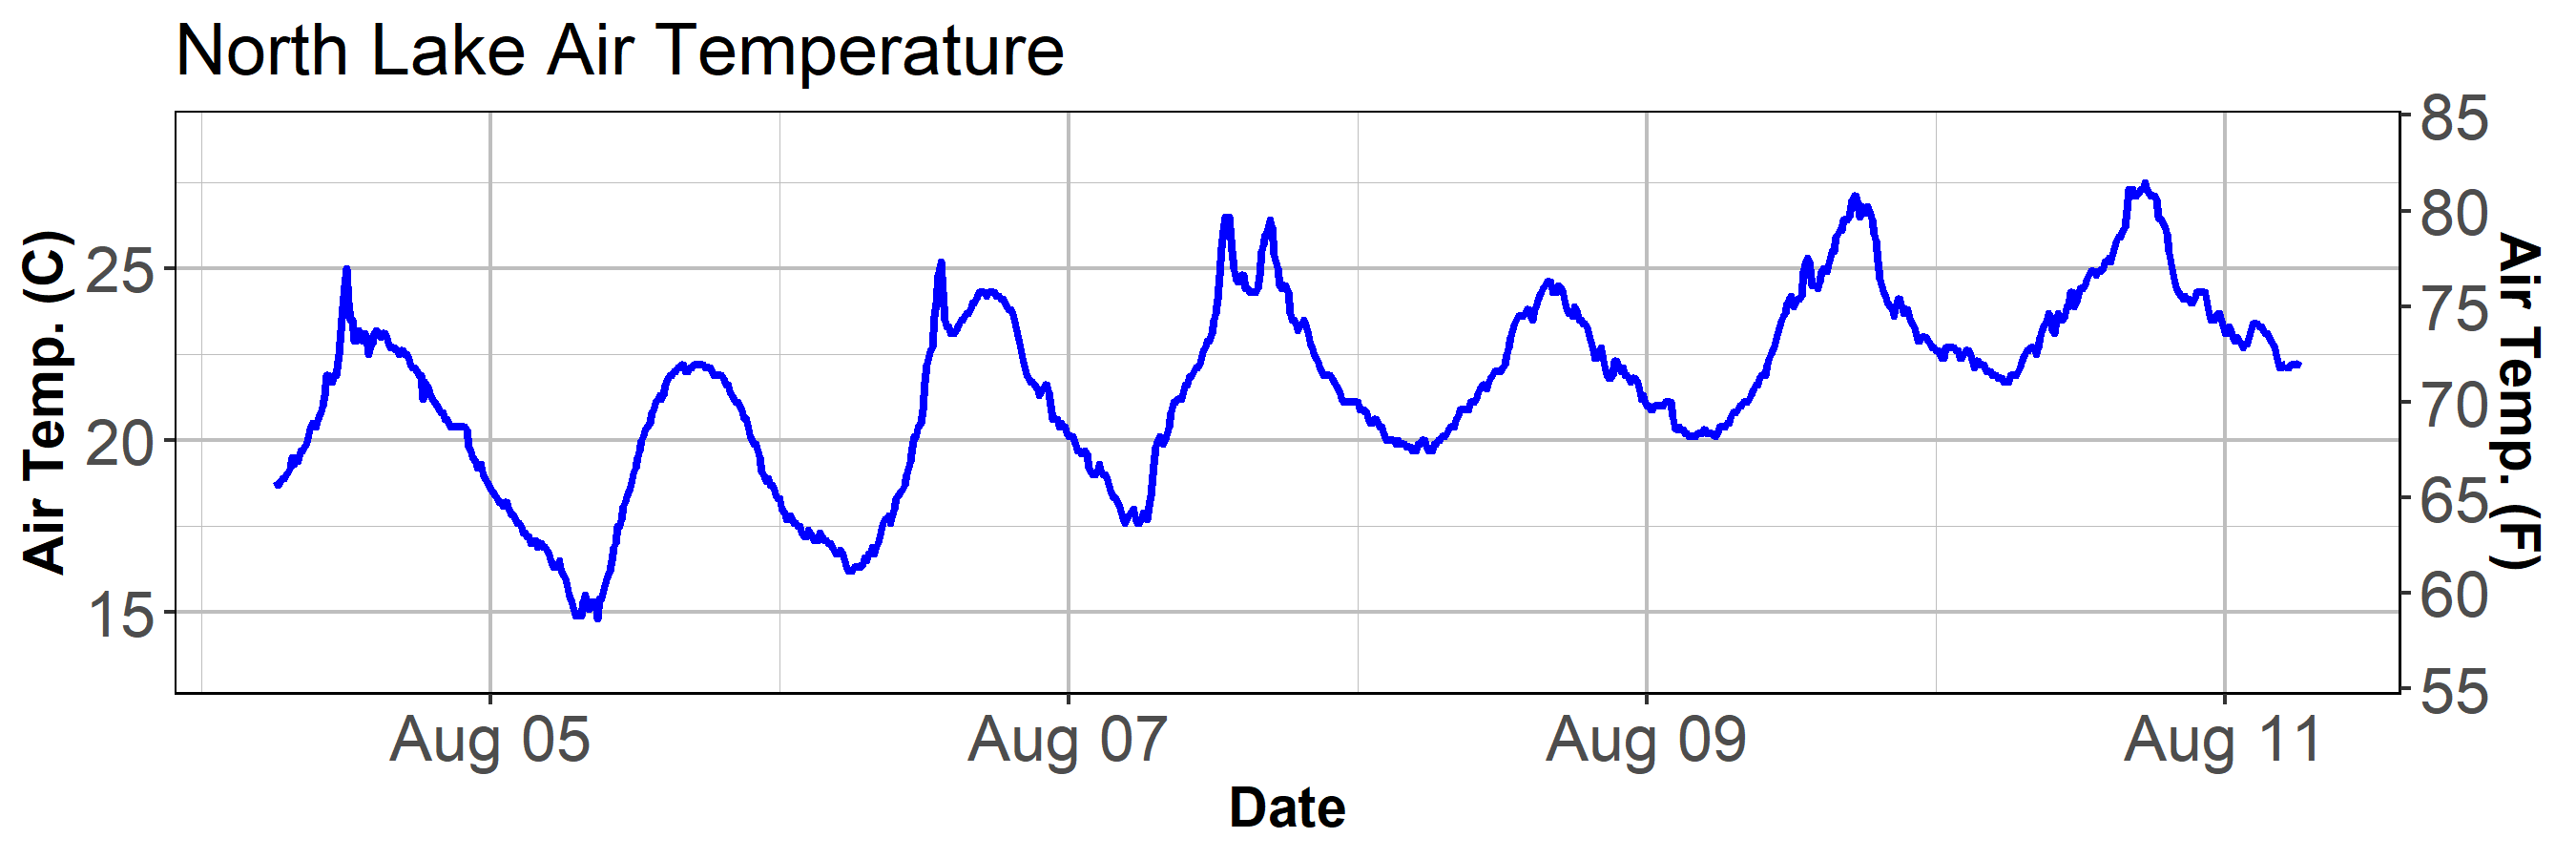 North Lake Air Temperature
Air Temp. (C)
25
20
15
85
80
75
70
65
60
55
Air Temp. (F)
Aug 05 Aug 07 Aug 09 Aug 11
Date